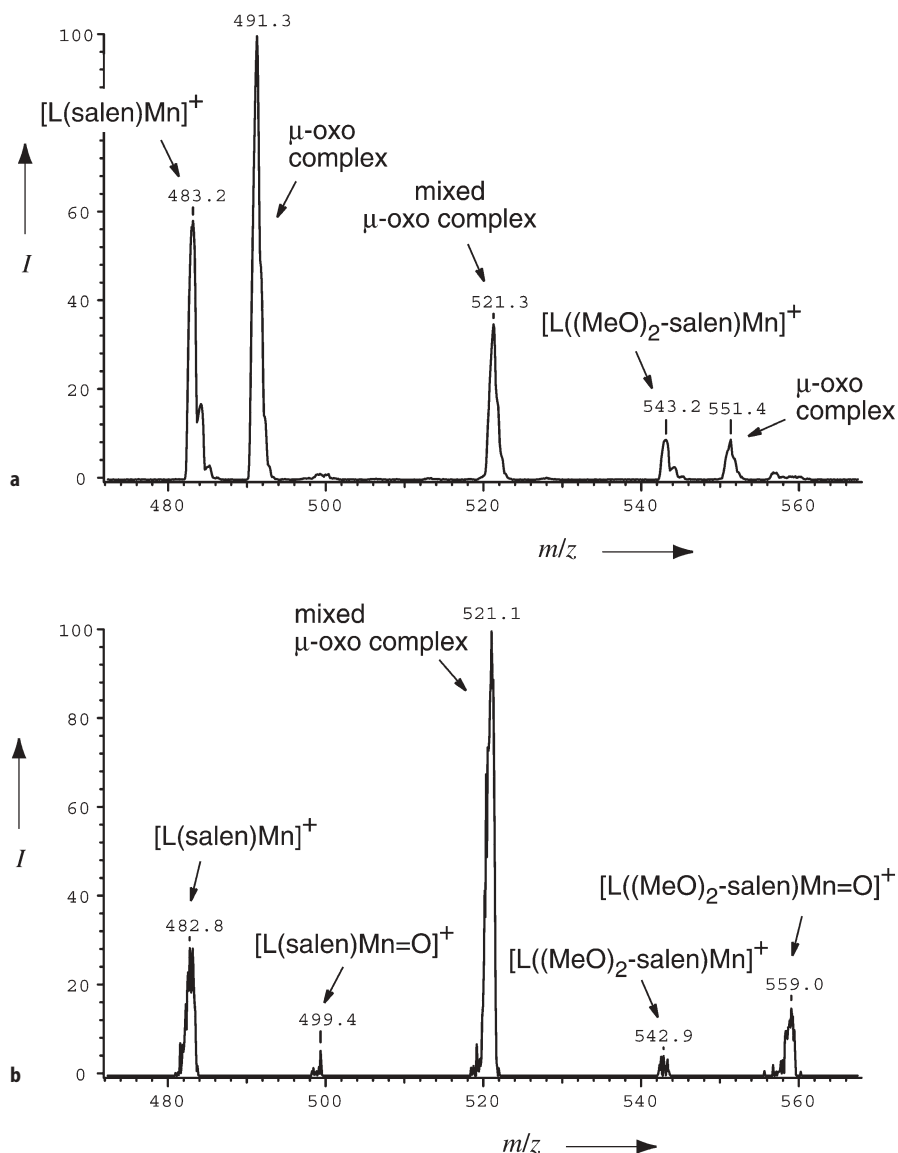 491.3
100
[L(salen)Mn]⁺
μ-oxo
complex
483.2
mixed
μ-oxo complex
60
I
521.3
40
[L((MeO)₂-salen)Mn]⁺
20
543.2 551.4
μ-oxo
complex
a
0
480 500 520 540 560
m/z
mixed
μ-oxo complex
521.1
100
80
I
60
[L(salen)Mn]⁺
40
482.8
[L((MeO)₂-salen)Mn=O]⁺
[L(salen)Mn=O]⁺
[L((MeO)₂-salen)Mn]⁺
20
499.4
542.9
559.0
b
0
480 500 520 540 560
m/z